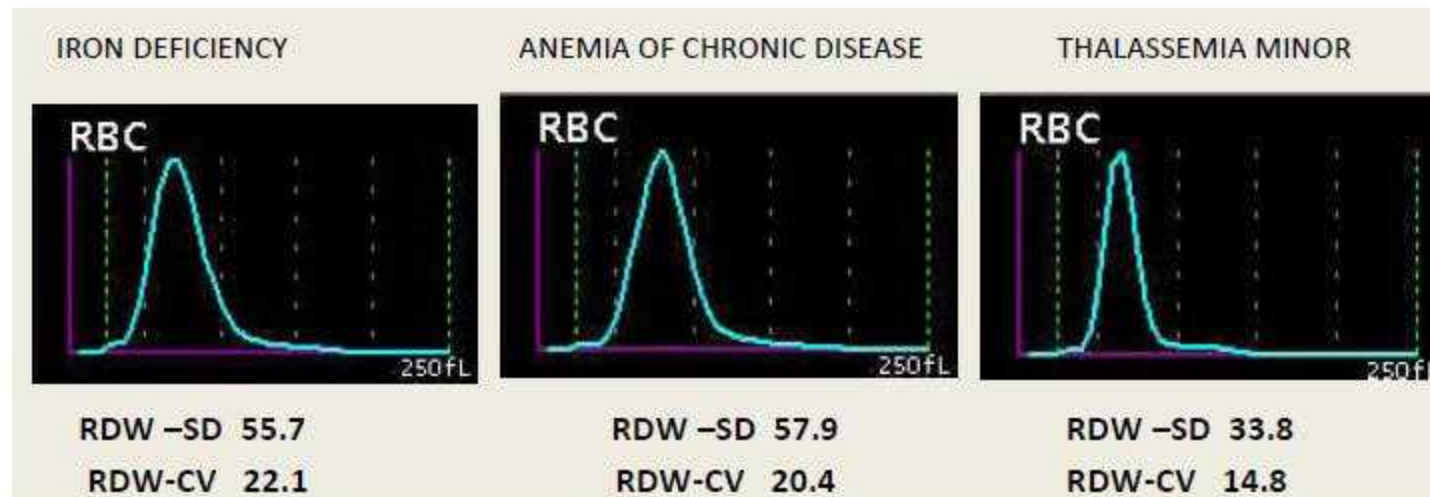 IRON DEFICIENCY
ANEMIA OF CHRONIC DISEASE
THALASSEMIA MINOR
RBC
250fL
RBC
250fL
RBC
250fl
RDW –SD 55.7
RDW-CV 22.1
RDW –SD 57.9
RDW-CV 20.4
RDW –SD 33.8
RDW-CV 14.8